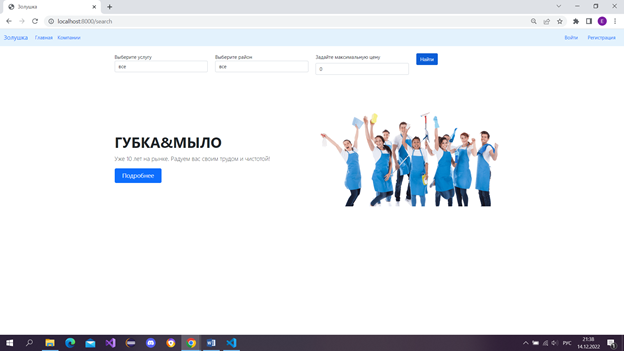 Золушка
localhost:8000/search
Золушка Главная Компании Войти Регистрация
Выберите услугу Выберите район Задайте максимальную цену
все все 0 Найти
ГУБКА&МЫЛО
Уже 10 лет на рынке. Радуем вас своим трудом и чистотой!
Подробнее
РУС
21:38
14.12.2022